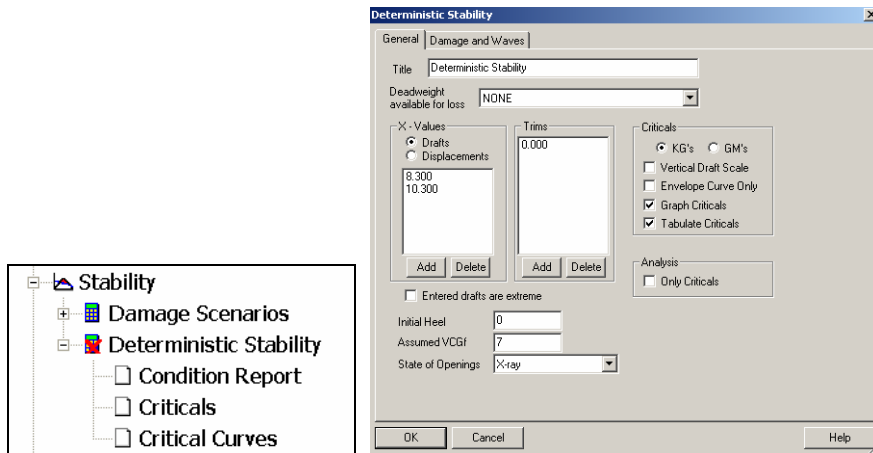 Stability
Damage Scenarios
Deterministic Stability
Condition Report
Criticals
Critical Curves
Deterministic Stability
General
Damage and Waves
Title
Deterministic Stability
Deadweight
available for loss
NONE
X - Values
Drafts
Displacements
8.300
10.300
Add
Delete
Trims
0.000
Add
Delete
Criticals
KG's
GM's
Vertical Draft Scale
Envelope Curve Only
Graph Criticals
Tabulate Criticals
Analysis
Only Criticals
Entered drafts are extreme
Initial Heel
0
Assumed VCGf
7
State of Openings
X-ray
OK
Cancel
Help